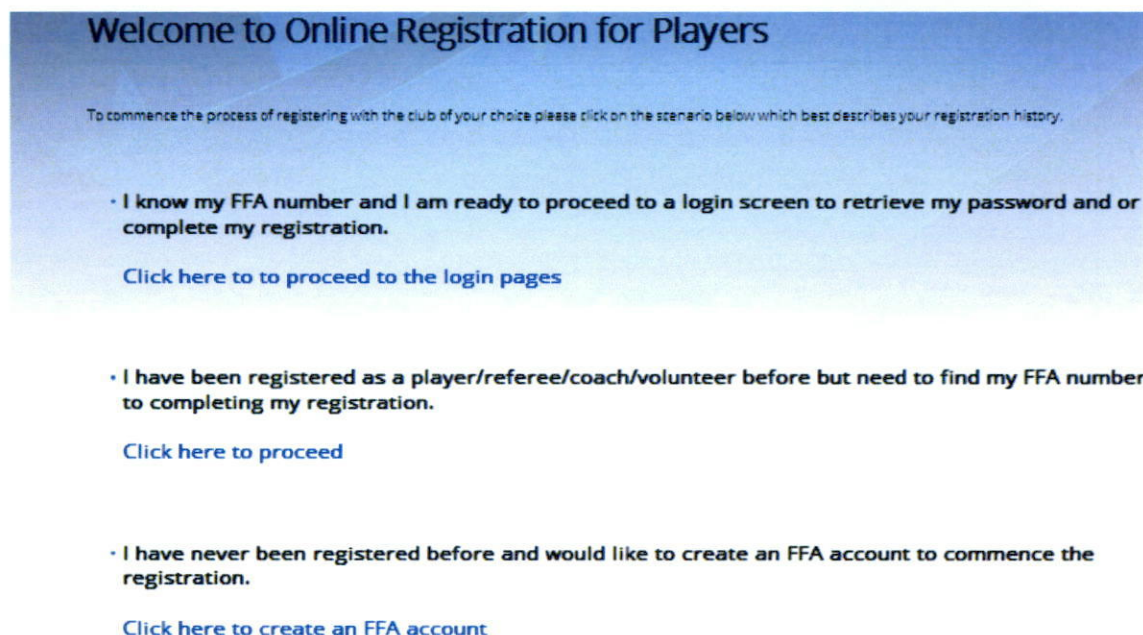 Welcome to Online Registration for Players
To commence the process of registering with the club of your choice please click on the scenario below which best describes your registration history.
· I know my FFA number and I am ready to proceed to a login screen to retrieve my password and or
complete my registration.
Click here to to proceed to the login pages
· I have been registered as a player/referee/coach/volunteer before but need to find my FFA number
to completing my registration.
Click here to proceed
· I have never been registered before and would like to create an FFA account to commence the
registration.
Click here to create an FFA account